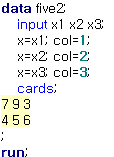 data five2;
input x1 x2 x3;
x=x1; col=1;
x=x2; col=2;
x=x3; col=3;
cards;
7 9 3
4 5 6
;
run;